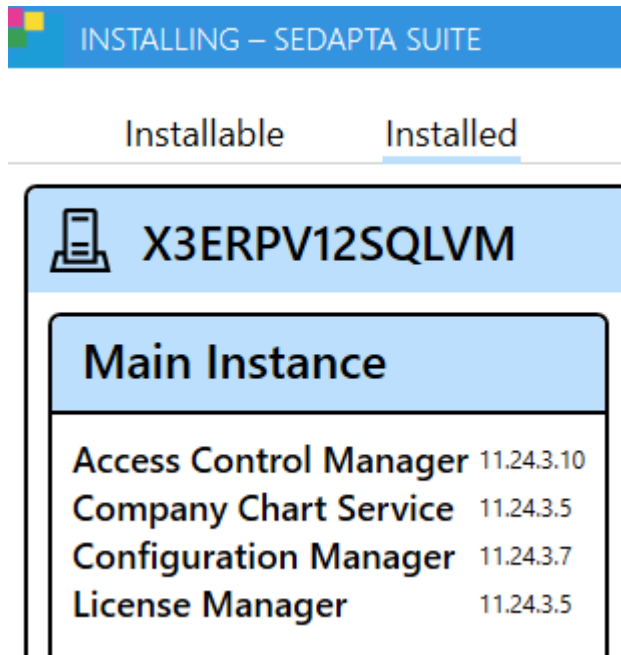 INSTALLING – SEDAPTA SUITE
Installable Installed
X3ERPV12SQLVM
Main Instance
Access Control Manager 11.24.3.10
Company Chart Service 11.24.3.5
Configuration Manager 11.24.3.7
License Manager 11.24.3.5